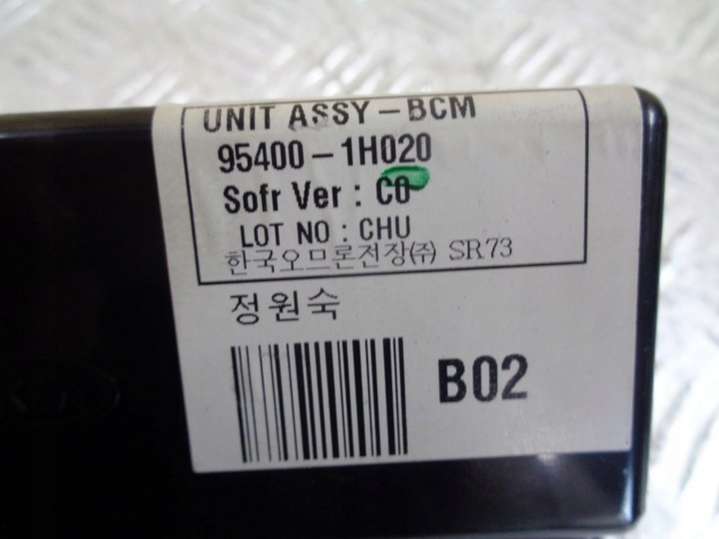 UNIT ASSY-BCM
95400-1H020
Sofr Ver : C0
LOT NO : CHU
한국오므론전장㈜ SR73
정원숙
B02